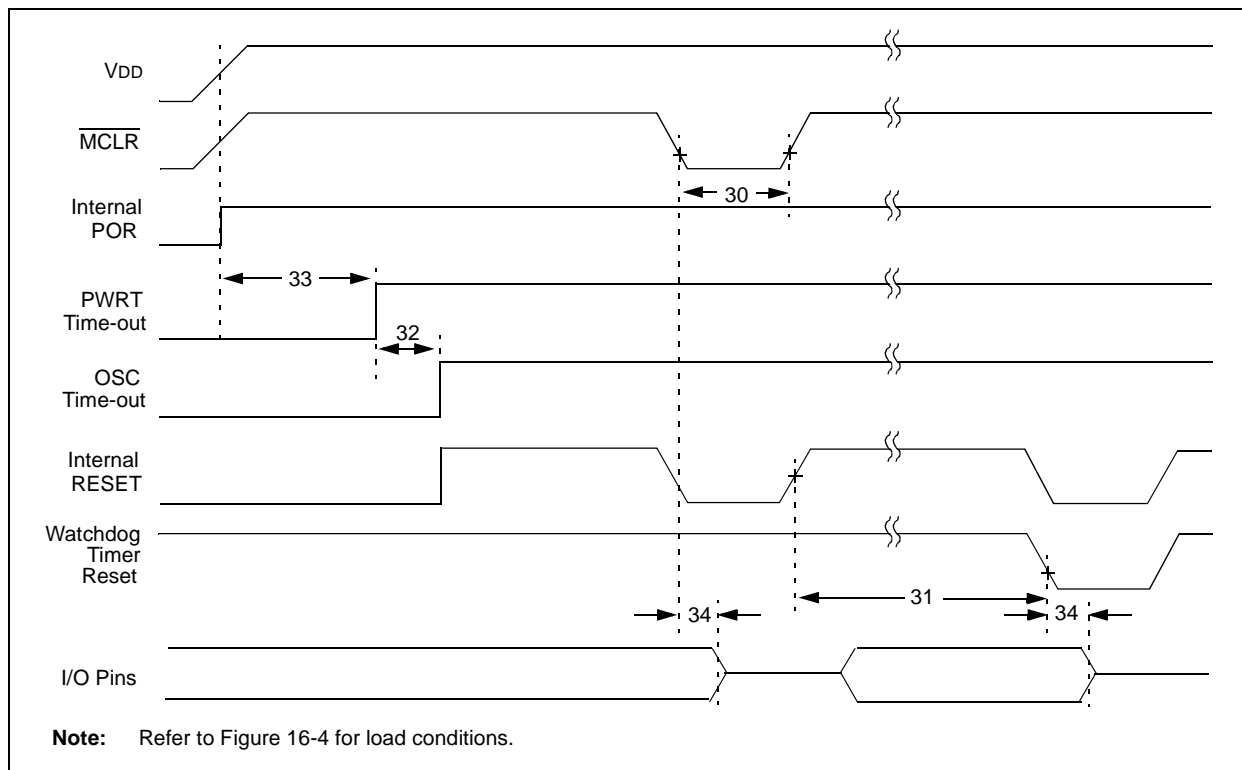 VDD
MCLR
30
Internal
POR
33
PWRT
Time-out
32
OSC
Time-out
Internal
RESET
Watchdog
Timer
Reset
31
34
34
I/O Pins
Note: Refer to Figure 16-4 for load conditions.